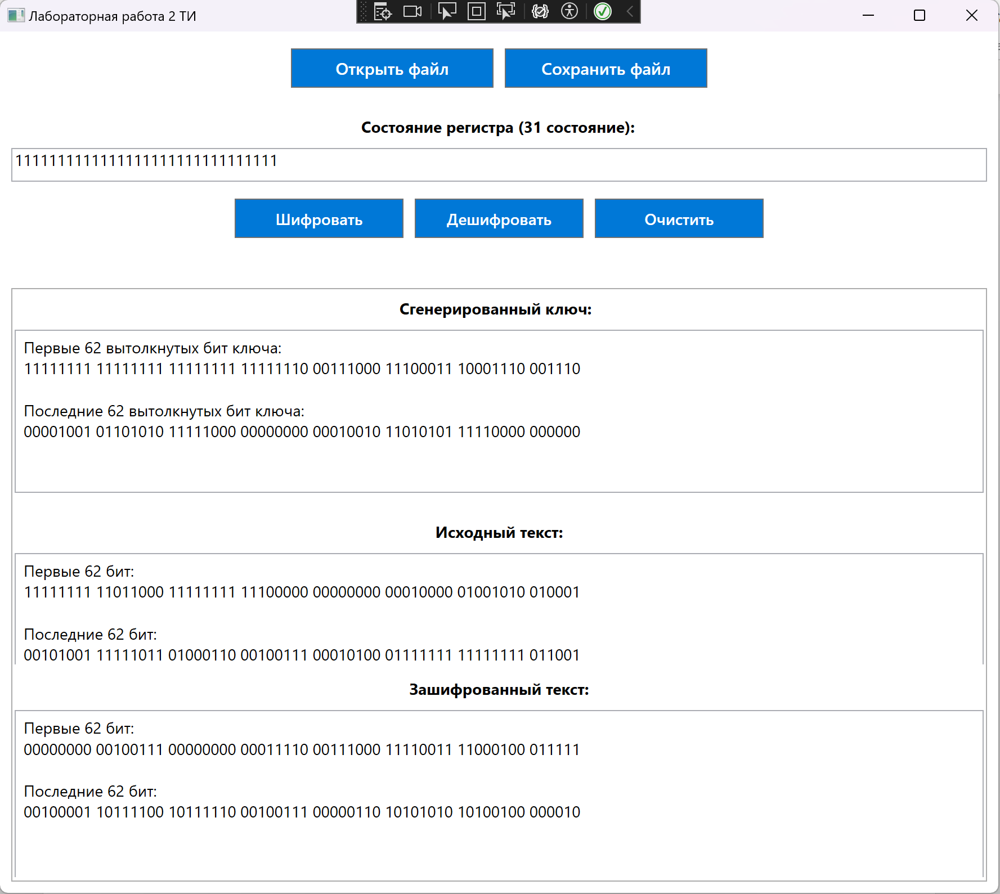 Лабораторная работа 2 ТИ
Открыть файл
Сохранить файл
Состояние регистра (31 состояние):
1111111111111111111111111111111
Шифровать
Дешифровать
Очистить
Сгенерированный ключ:
Первые 62 вытолкнутых бит ключа:
11111111 11111111 11111111 11111110 00111000 11100011 10001110 001110
Последние 62 вытолкнутых бит ключа:
00001001 01101010 11111000 00000000 00010010 11010101 11110000 000000
Исходный текст:
Первые 62 бит:
11111111 11011000 11111111 11100000 00000000 00010000 01001010 010001
Последние 62 бит:
00101001 11111011 01000110 00100111 00010100 01111111 11111111 011001
Зашифрованный текст:
Первые 62 бит:
00000000 00100111 00000000 00011110 00111000 11110011 11000100 011111
Последние 62 бит:
00100001 10111100 10111110 00100111 00000110 10101010 10100100 000010